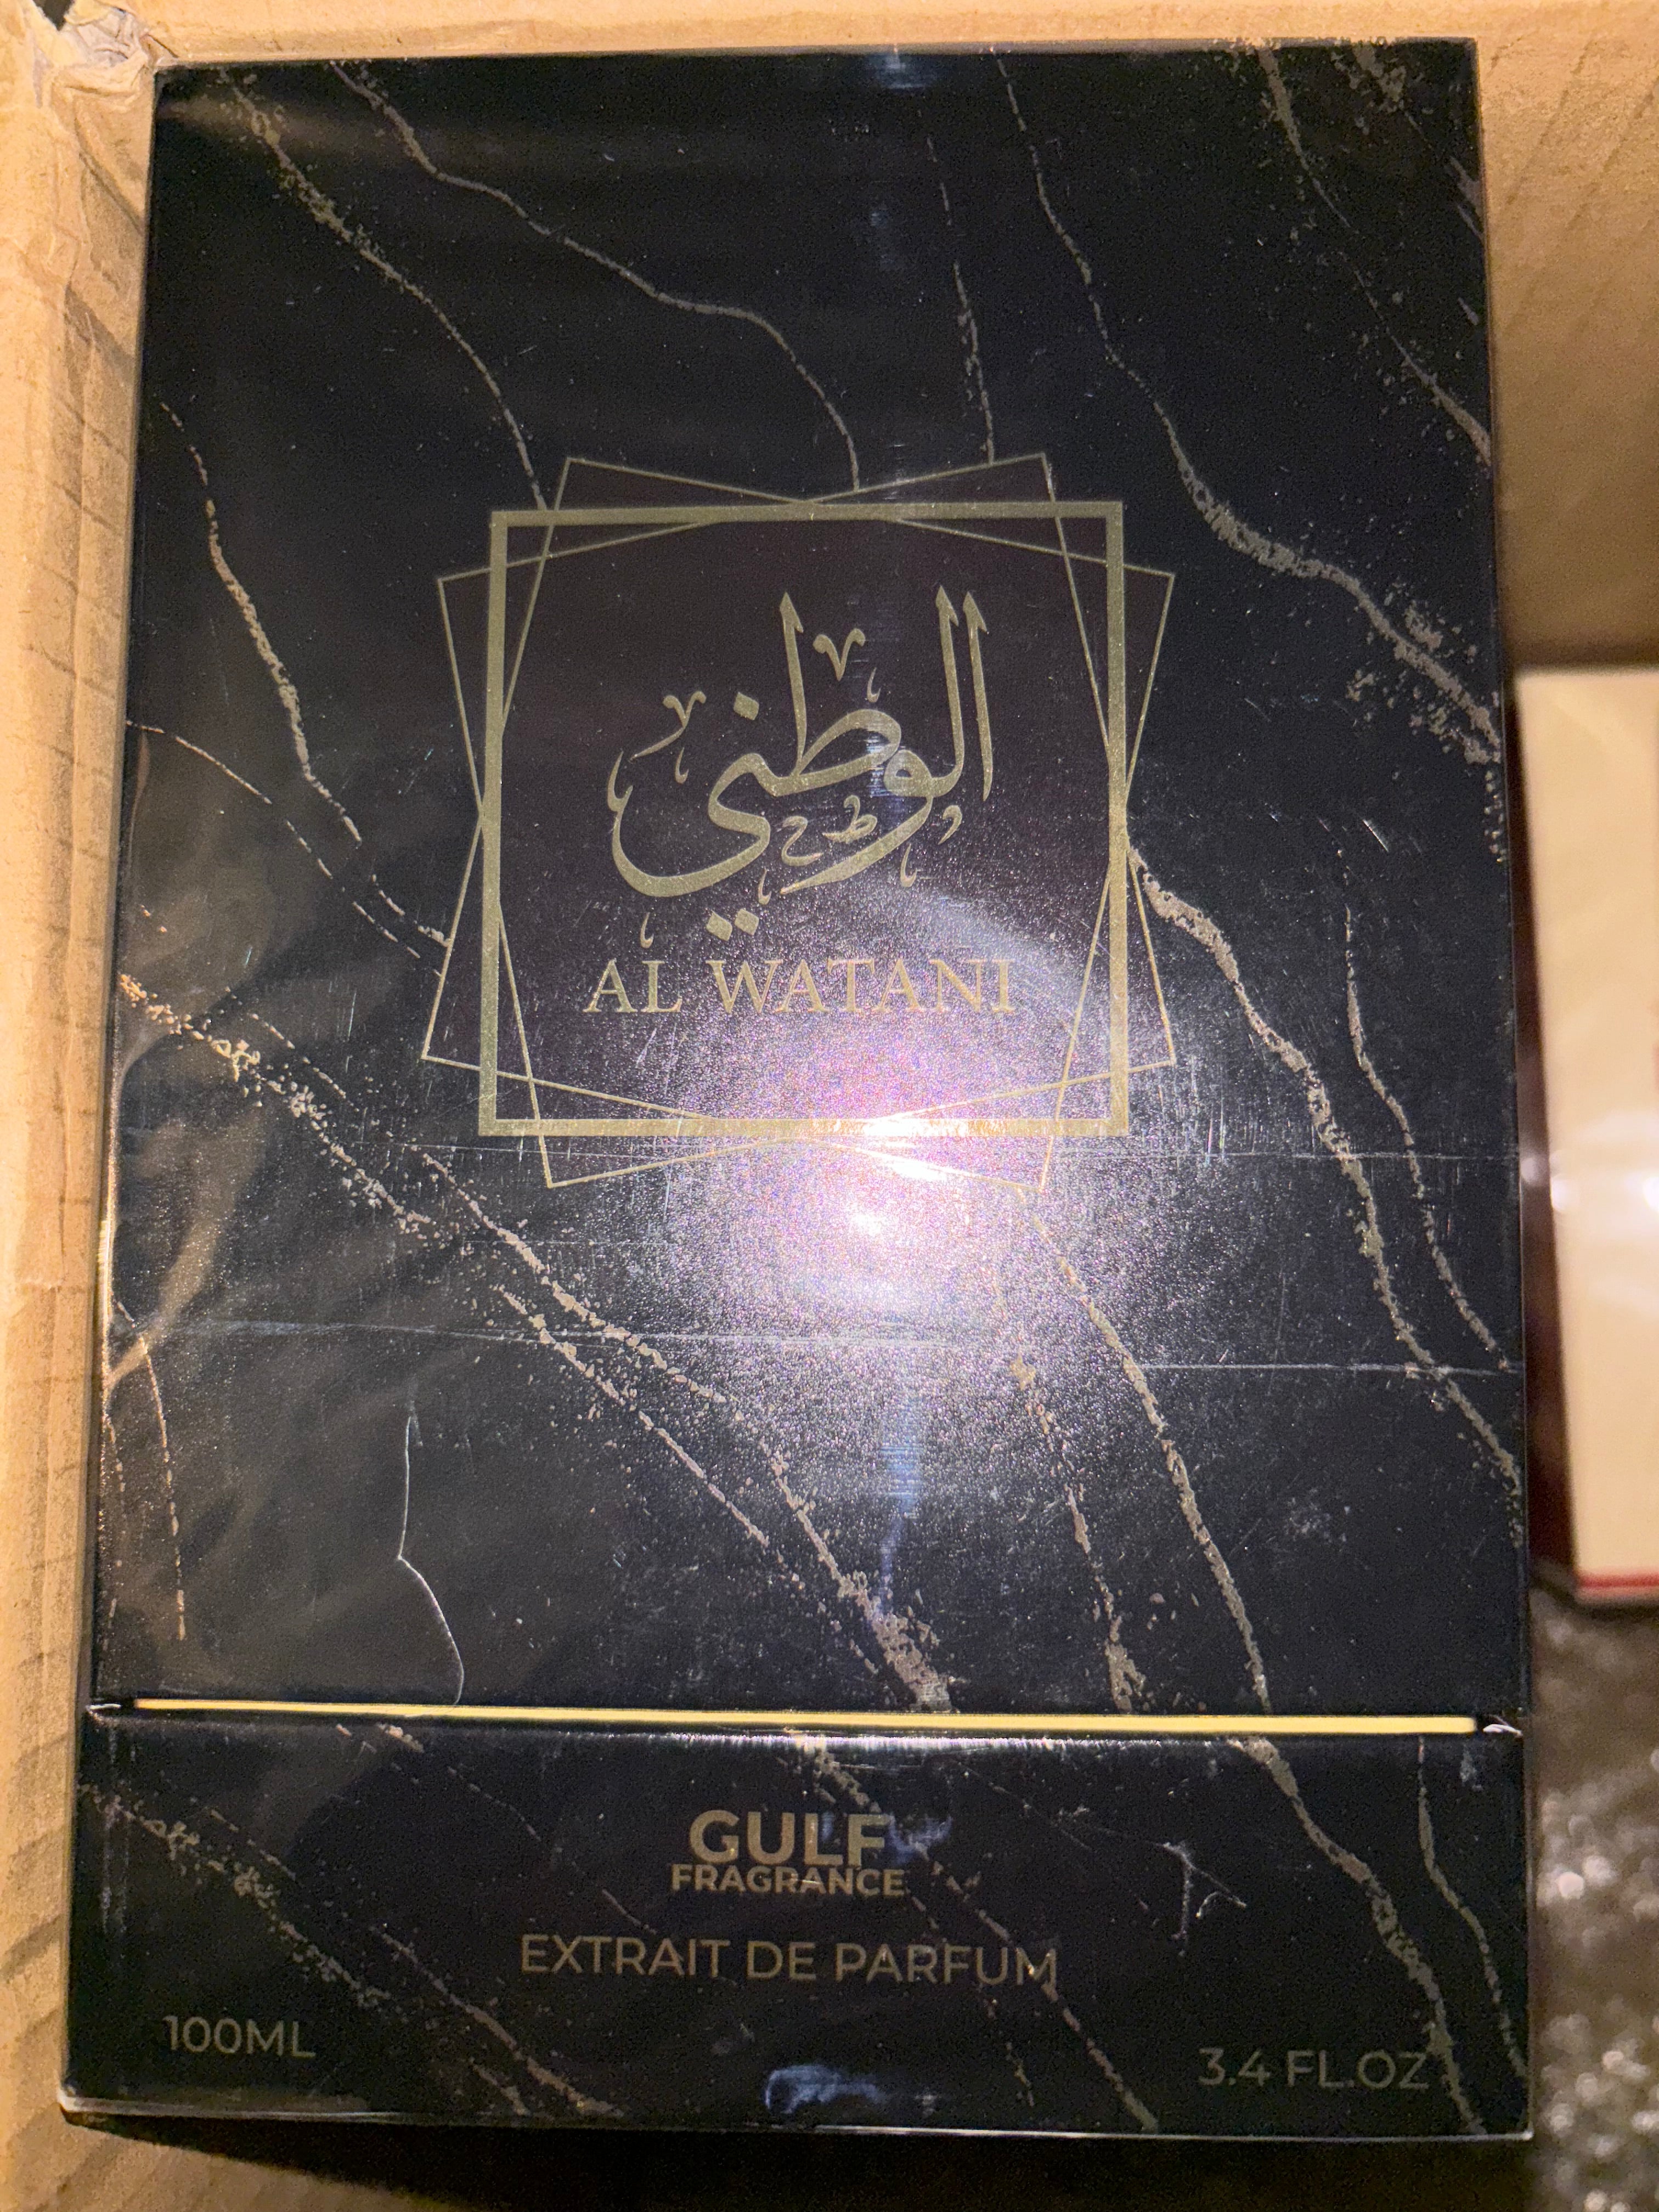 الوطني
AL WATANI
GULF
FRAGRANCE
EXTRAIT DE PARFUM
100ML
3.4 FL.OZ